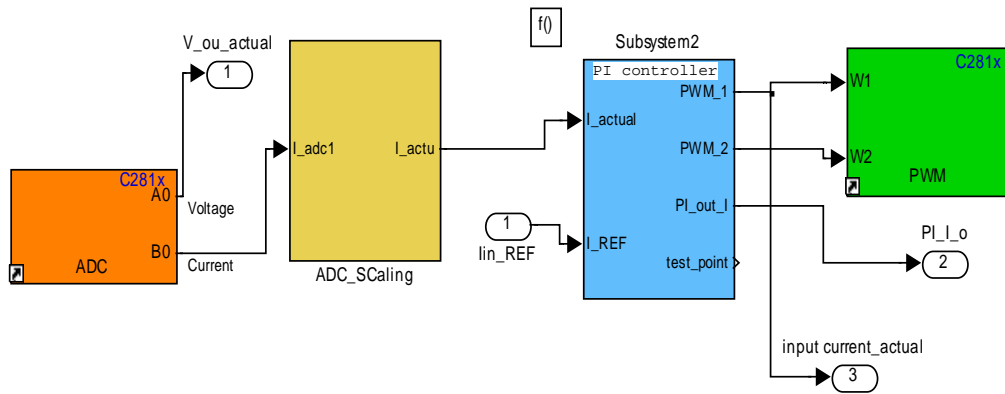 f()
V_ou_actual
1
Subsystem2
PI controller
C281x
PWM_1
W1
I_actual
I_adc1
I_actu
PWM_2
W2
PWM
C281x
A0
Voltage
PI_out_I
1
Iin_REF
I_REF
PI_I_o
2
B0
Current
ADC
ADC_SCaling
test_point
input current_actual
3